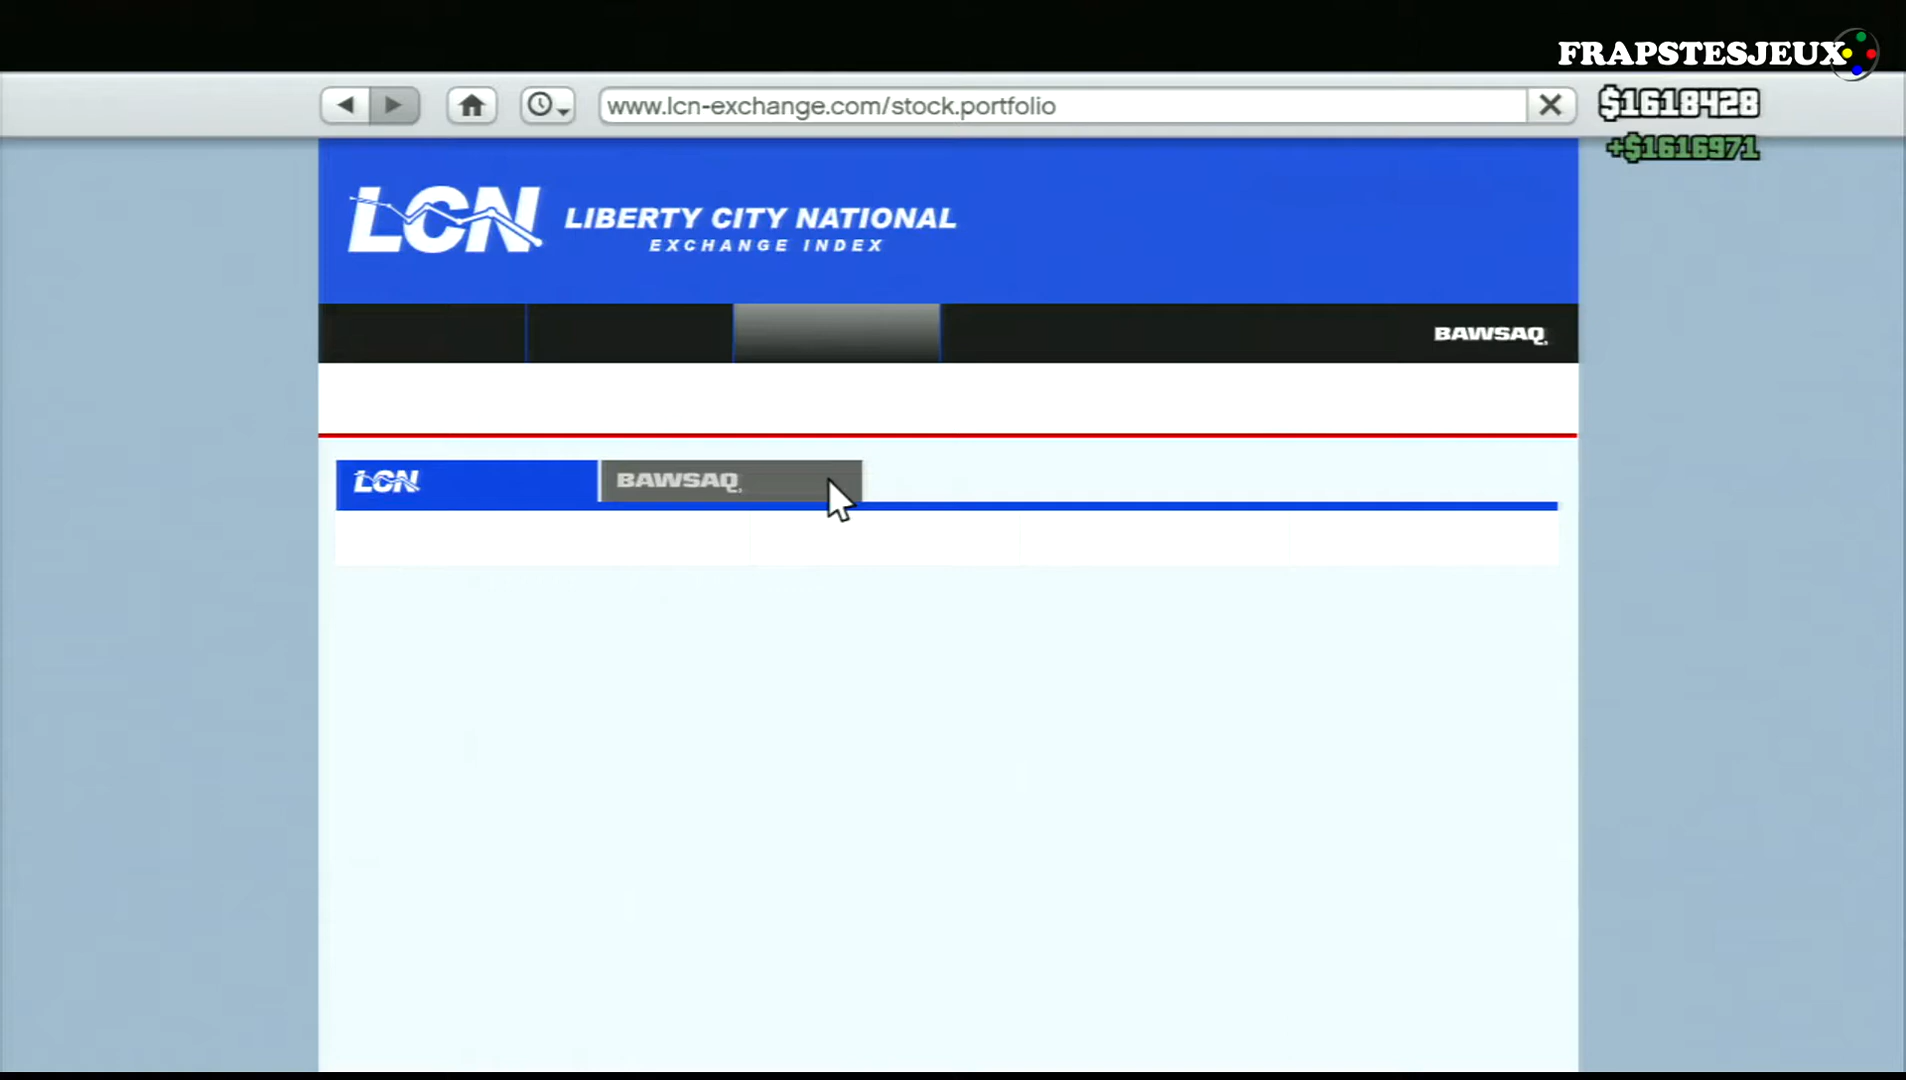 FRAPSTESJEUX
www.lcn-exchange.com/stock.portfolio
$1618428
+$1616971
LCN LIBERTY CITY NATIONAL
EXCHANGE INDEX
BAWSAQ
LCN BAWSAQ